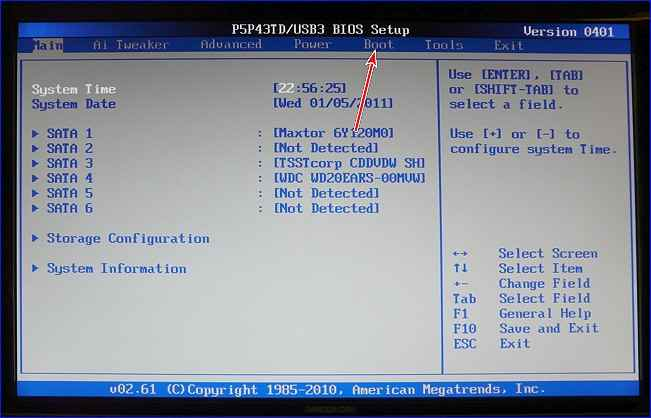 P5P43TD/USB3 BIOS Setup Version 0401
Main Ai Tweaker Advanced Power Boot Tools Exit
System Time [22:56:25]
System Date [Wed 01/05/2011]
SATA 1 : [Maxtor 6Y120M0]
SATA 2 : [Not Detected]
SATA 3 : [TSSTcorp CDDVDW SH]
SATA 4 : [WDC WD20EARS-00MVW]
SATA 5 : [Not Detected]
SATA 6 : [Not Detected]
Storage Configuration
System Information
Use [ENTER], [TAB]
or [SHIFT-TAB] to
select a field.
Use [+] or [-] to
configure system Time.
←→ Select Screen
↑↓ Select Item
+- Change Field
Tab Select Field
F1 General Help
F10 Save and Exit
ESC Exit
v02.61 (C)Copyright 1985-2010, American Megatrends, Inc.